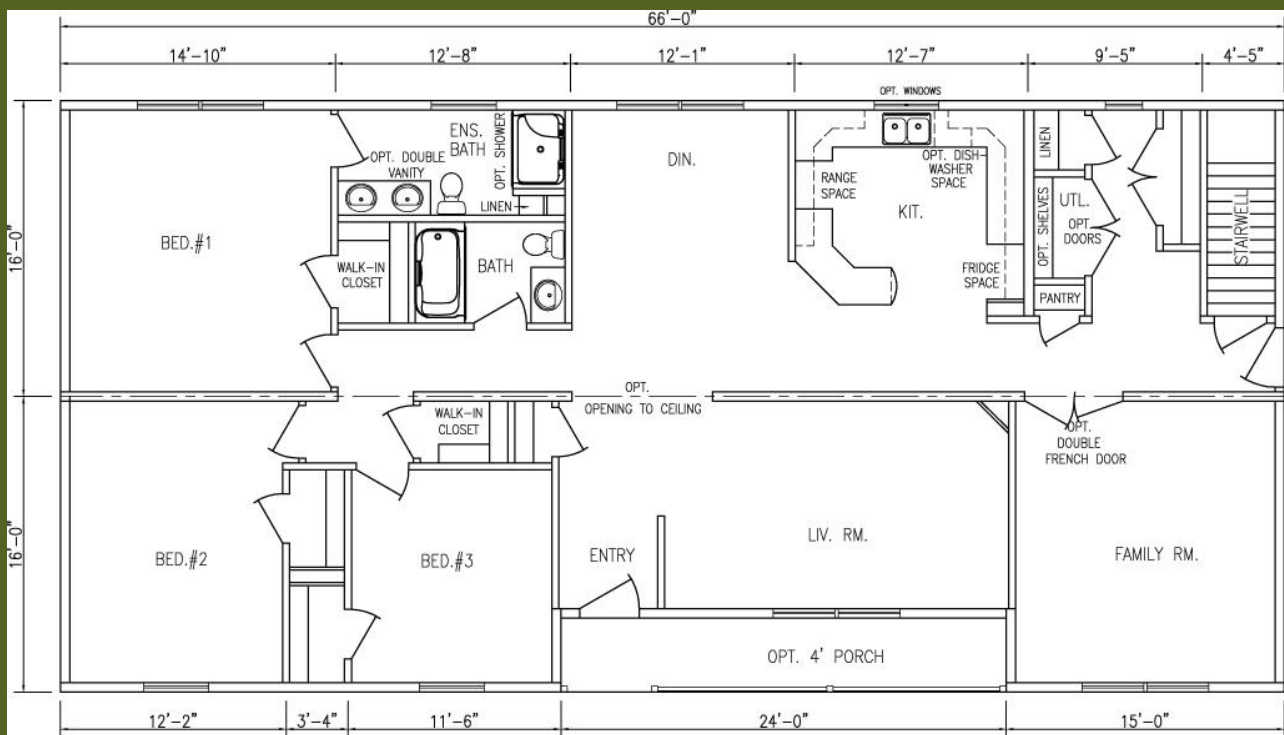 66'-0"
14'-10"
12'-8"
12'-1"
12'-7"
9'-5"
4'-5"
OPT. WINDOWS
16'-0"
16'-0"
BED.#1
ENS.
BATH
OPT. SHOWER
OPT. DOUBLE
VANITY
LINEN
WALK-IN
CLOSET
BATH
DIN.
RANGE
SPACE
OPT. DISH-
WASHER
SPACE
KIT.
FRIDGE
SPACE
LINEN
OPT. SHELVES
UTL.
OPT.
DOORS
PANTRY
STAIRWELL
OPT.
OPENING TO CEILING
WALK-IN
CLOSET
OPT.
DOUBLE
FRENCH DOOR
BED.#2
BED.#3
ENTRY
LIV. RM.
FAMILY RM.
OPT. 4' PORCH
12'-2"
3'-4"
11'-6"
24'-0"
15'-0"